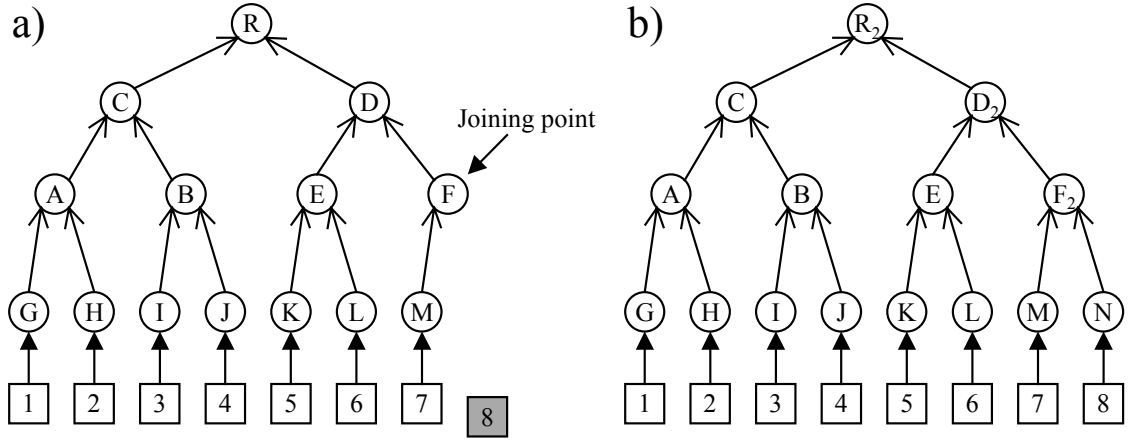 a)
R
C D
Joining point
A B E F
G H I J K L M
1 2 3 4 5 6 7 8
b)
R₂
C D₂
A B E F₂
G H I J K L M N
1 2 3 4 5 6 7 8